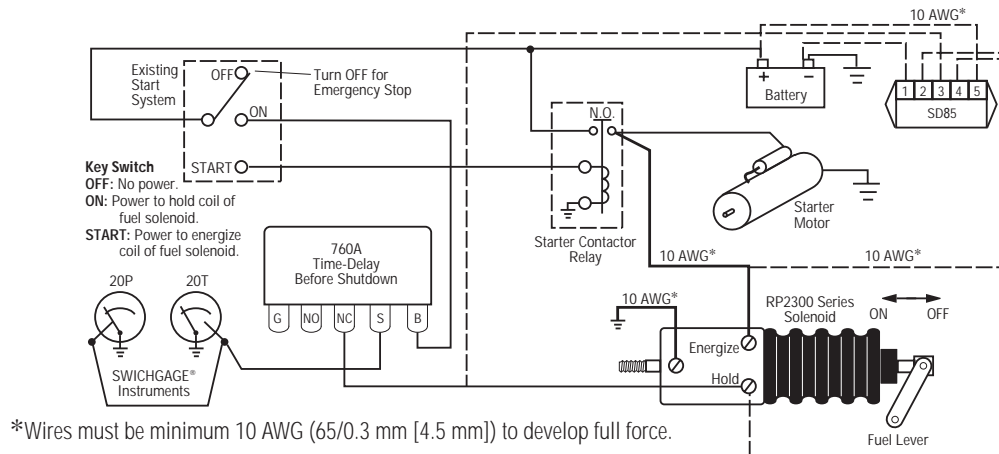 10 AWG*
Existing
Start
System
OFF
Turn OFF for
Emergency Stop
ON
START
+
–
Battery
1 2 3 4 5
SD85
N.O.
Key Switch
OFF: No power.
ON: Power to hold coil of
fuel solenoid.
START: Power to energize
coil of fuel solenoid.
Starter Contactor
Relay
Starter
Motor
760A
Time-Delay
Before Shutdown
G NO NC S B
20P
20T
SWICHGAGE®
Instruments
10 AWG*
10 AWG*
10 AWG*
RP2300 Series
Solenoid
ON
OFF
Energize
Hold
Fuel Lever
*Wires must be minimum 10 AWG (65/0.3 mm [4.5 mm]) to develop full force.